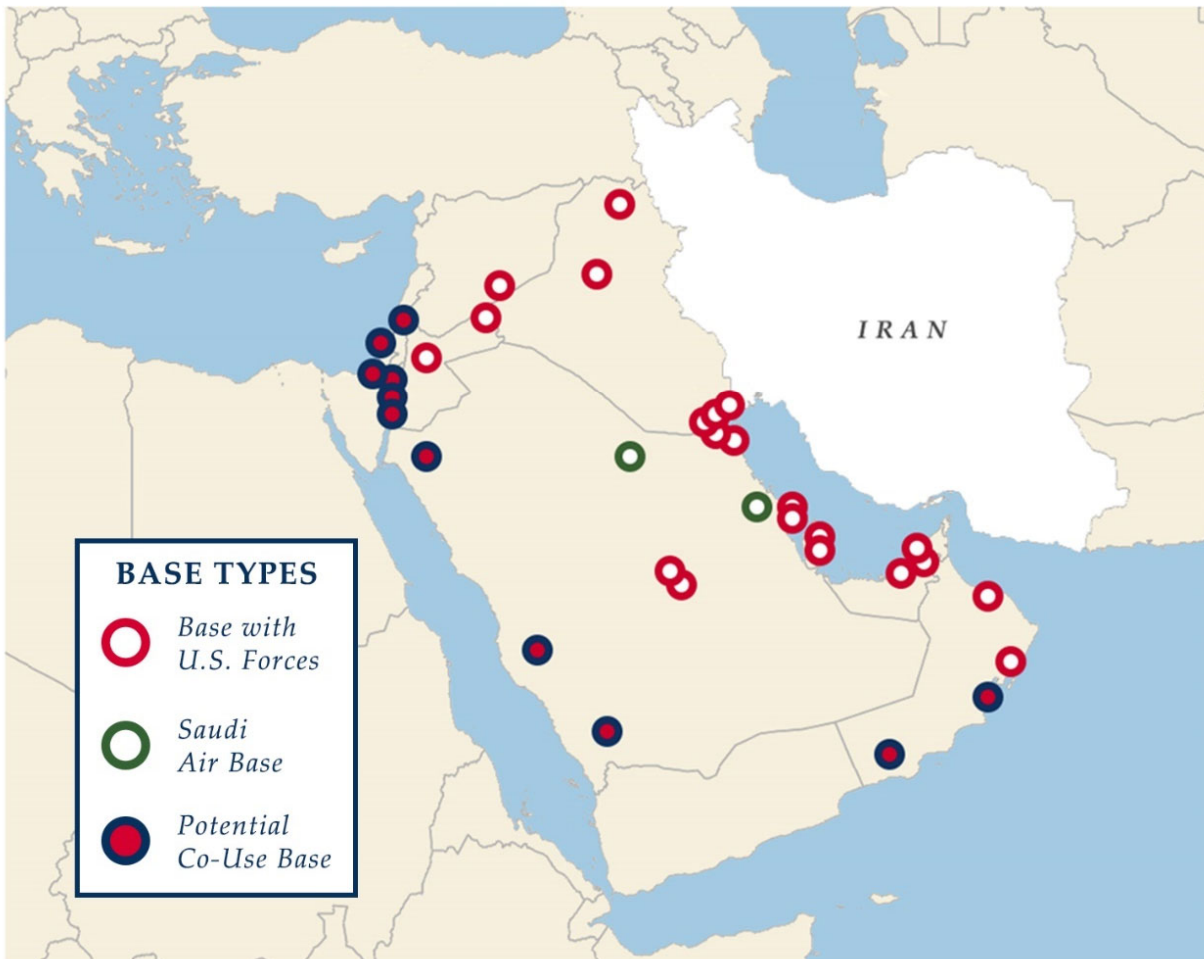 IRAN
BASE TYPES
Base with
U.S. Forces
Saudi
Air Base
Potential
Co-Use Base